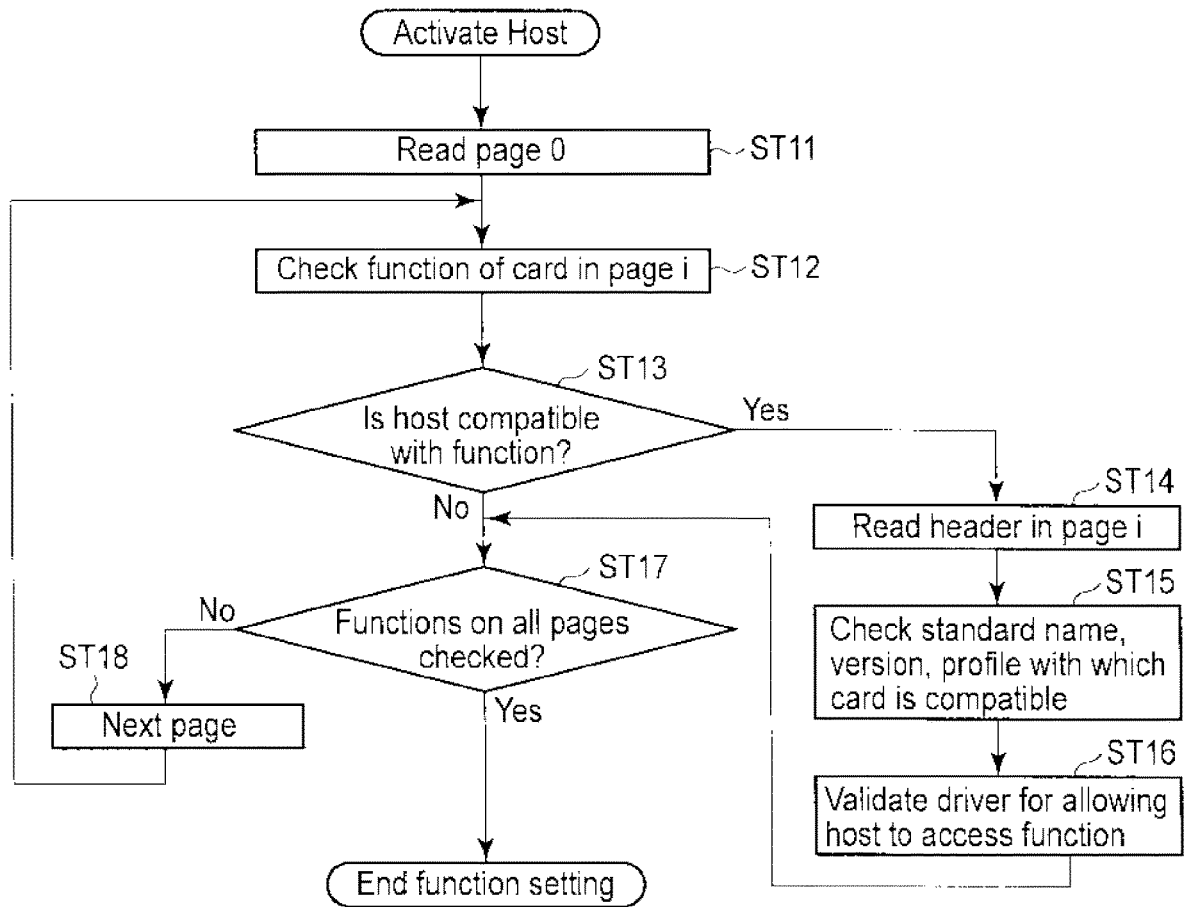 Activate Host
Read page 0
ST11
Check function of card in page i
ST12
ST13
Is host compatible
with function?
Yes
No
ST14
Read header in page i
ST15
Check standard name,
version, profile with which
card is compatible
ST16
Validate driver for allowing
host to access function
ST17
Functions on all pages
checked?
No
Yes
ST18
Next page
End function setting